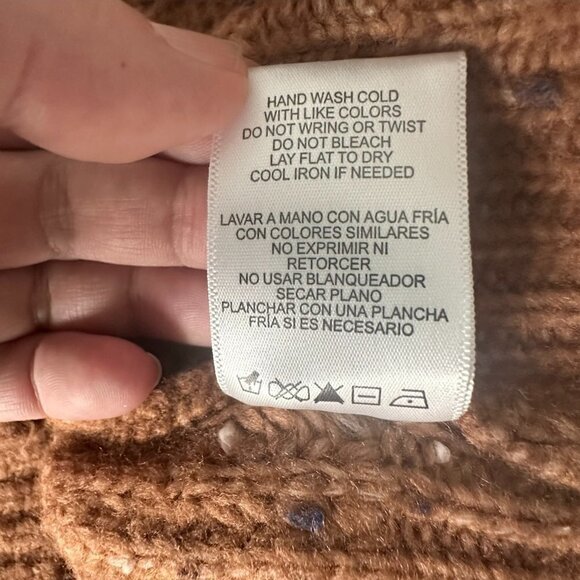 HAND WASH COLD
WITH LIKE COLORS
DO NOT WRING OR TWIST
DO NOT BLEACH
LAY FLAT TO DRY
COOL IRON IF NEEDED
LAVAR A MANO CON AGUA FRÍA
CON COLORES SIMILARES
NO EXPRIMIR NI
RETORCER
NO USAR BLANQUEADOR
SECAR PLANO
PLANCHAR CON UNA PLANCHA
FRÍA SI ES NECESARIO